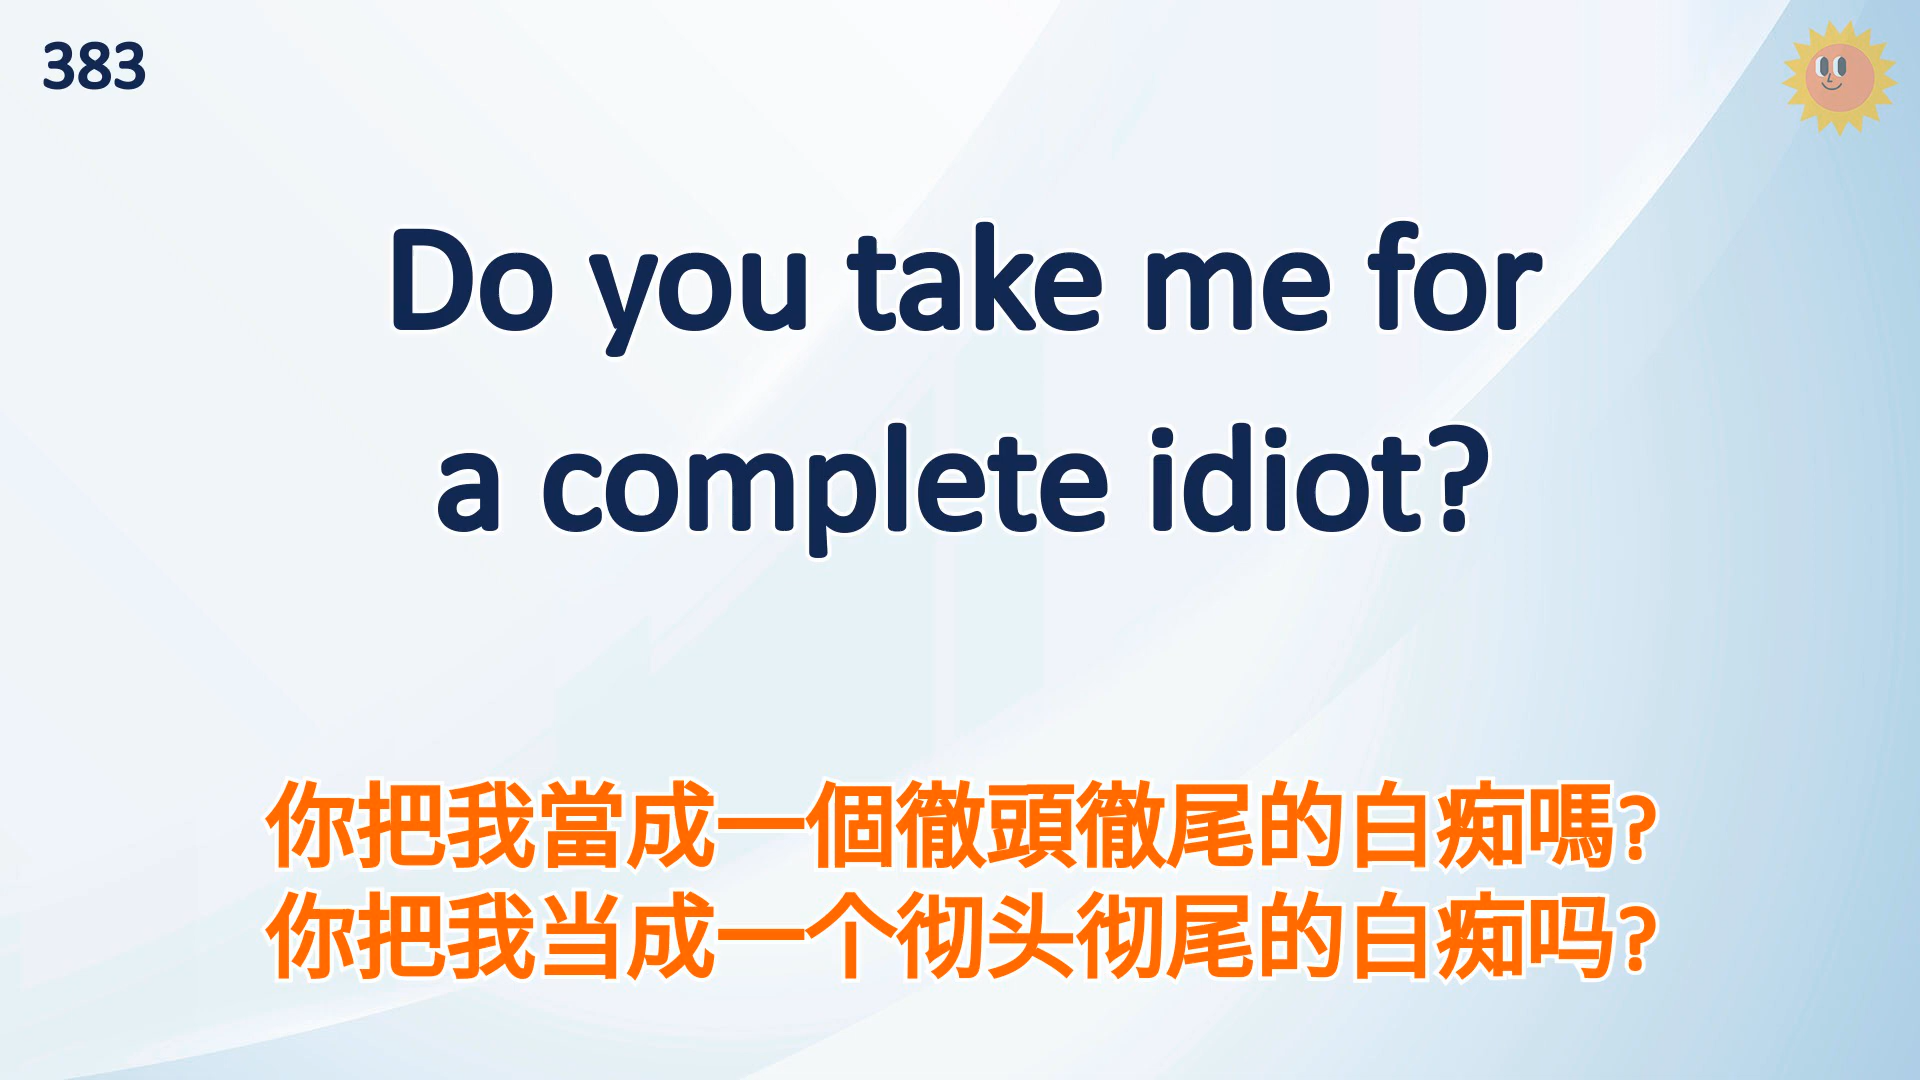 383
Do you take me for
a complete idiot?
你把我當成一個徹頭徹尾的白痴嗎?
你把我当成一个彻头彻尾的白痴吗?